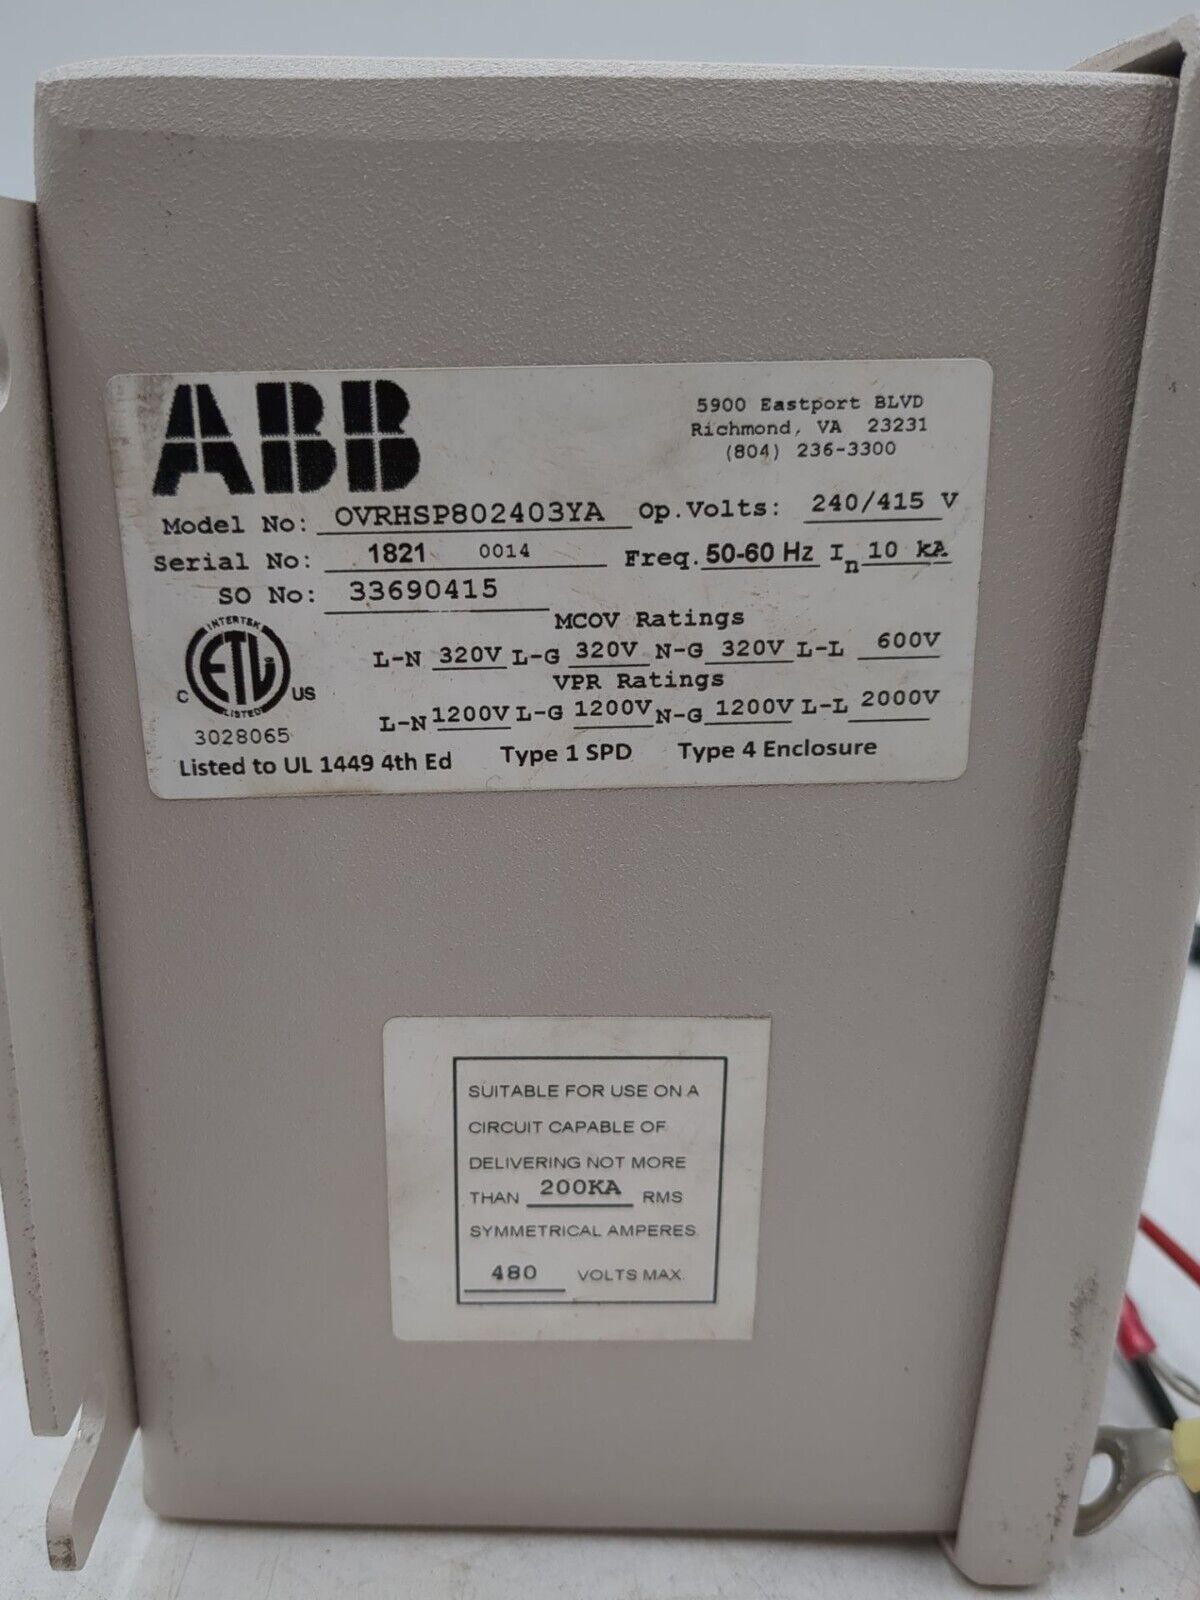 ABB
5900 Eastport BLVD
Richmond, VA 23231
(804) 236-3300
Model No: OVRHSP802403YA Op.Volts: 240/415 V
Serial No: 1821 0014 Freq. 50-60 Hz In 10 kA
SO No: 33690415
MCOV Ratings
L-N 320V L-G 320V N-G 320V L-L 600V
VPR Ratings
L-N 1200V L-G 1200V N-G 1200V L-L 2000V
INTERTEK
ETL
C US
LISTED
3028065
Listed to UL 1449 4th Ed Type 1 SPD Type 4 Enclosure
SUITABLE FOR USE ON A
CIRCUIT CAPABLE OF
DELIVERING NOT MORE
THAN 200KA RMS
SYMMETRICAL AMPERES.
480 VOLTS MAX.